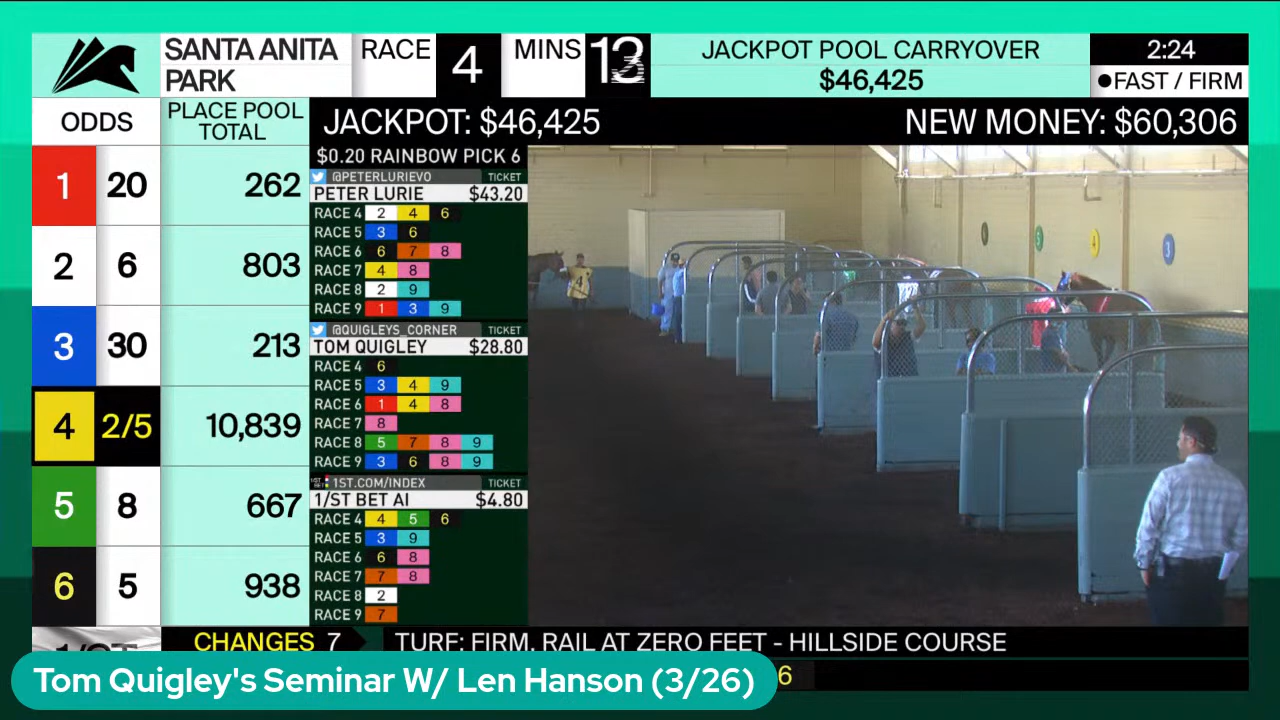 SANTA ANITA
PARK
RACE
4
MINS
JACKPOT POOL CARRYOVER
$46,425
2:24
FAST / FIRM
ODDS
PLACE POOL
TOTAL
JACKPOT: $46,425
NEW MONEY: $60,306
1 20 262
2 6 803
3 30 213
4 2/5 10,839
5 8 667
6 5 938
$0.20 RAINBOW PICK 6
@PETERLURIEVO TICKET
PETER LURIE $43.20
RACE 4 2 4 6
RACE 5 3 6
RACE 6 6 7 8
RACE 7 4 8
RACE 8 2 9
RACE 9 1 3 9
@QUIGLEYS_CORNER TICKET
TOM QUIGLEY $28.80
RACE 4 6
RACE 5 3 4 9
RACE 6 1 4 8
RACE 7 8
RACE 8 5 7 8 9
RACE 9 3 6 8 9
1ST.COM/INDEX TICKET
1/ST BET AI $4.80
RACE 4 4 5 6
RACE 5 3 9
RACE 6 6 8
RACE 7 7 8
RACE 8 2
RACE 9 7
4
5
4
3
CHANGES 7
TURF: FIRM. RAIL AT ZERO FEET - HILLSIDE COURSE
6
Tom Quigley's Seminar W/ Len Hanson (3/26)